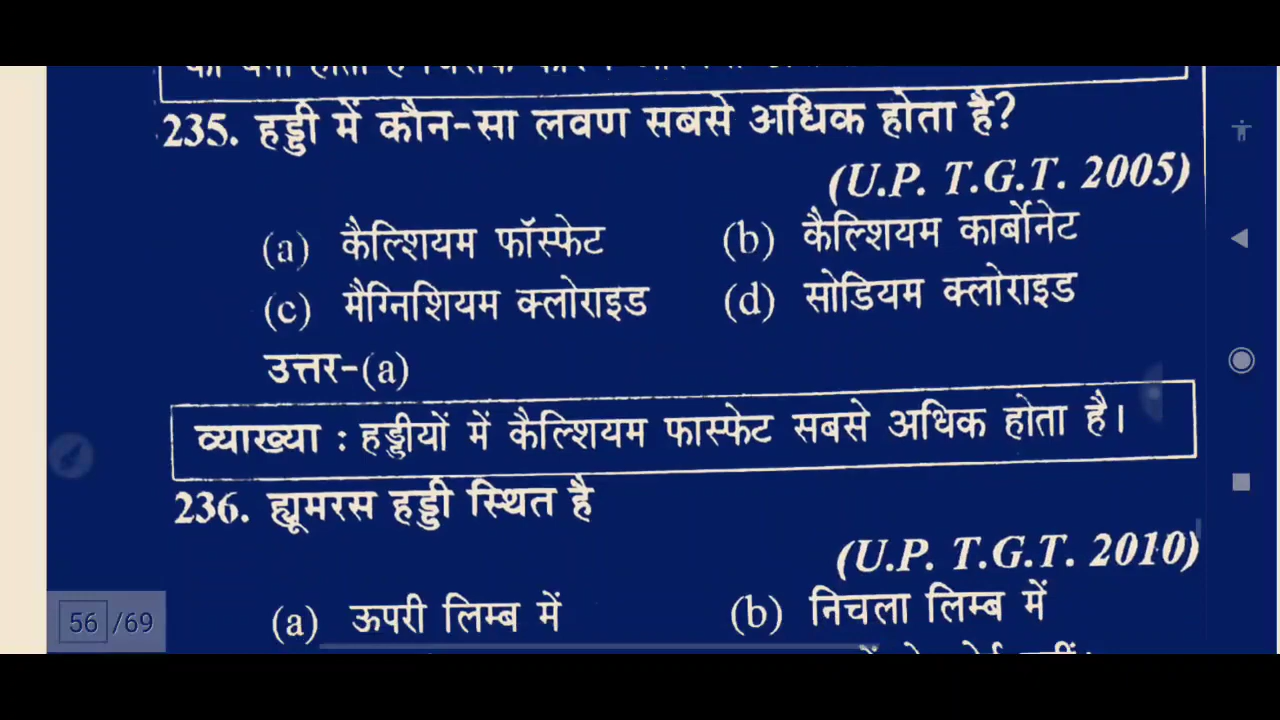 235. हड्डी में कौन-सा लवण सबसे अधिक होता है?
(U.P. T.G.T. 2005)
(a) कैल्शियम फॉस्फेट (b) कैल्शियम कार्बोनेट
(c) मैग्निशियम क्लोराइड (d) सोडियम क्लोराइड
उत्तर-(a)
व्याख्या : हड्डीयों में कैल्शियम फास्फेट सबसे अधिक होता है।
236. ह्यूमरस हड्डी स्थित है
(U.P. T.G.T. 2010)
(a) ऊपरी लिम्ब में (b) निचला लिम्ब में
56 /69